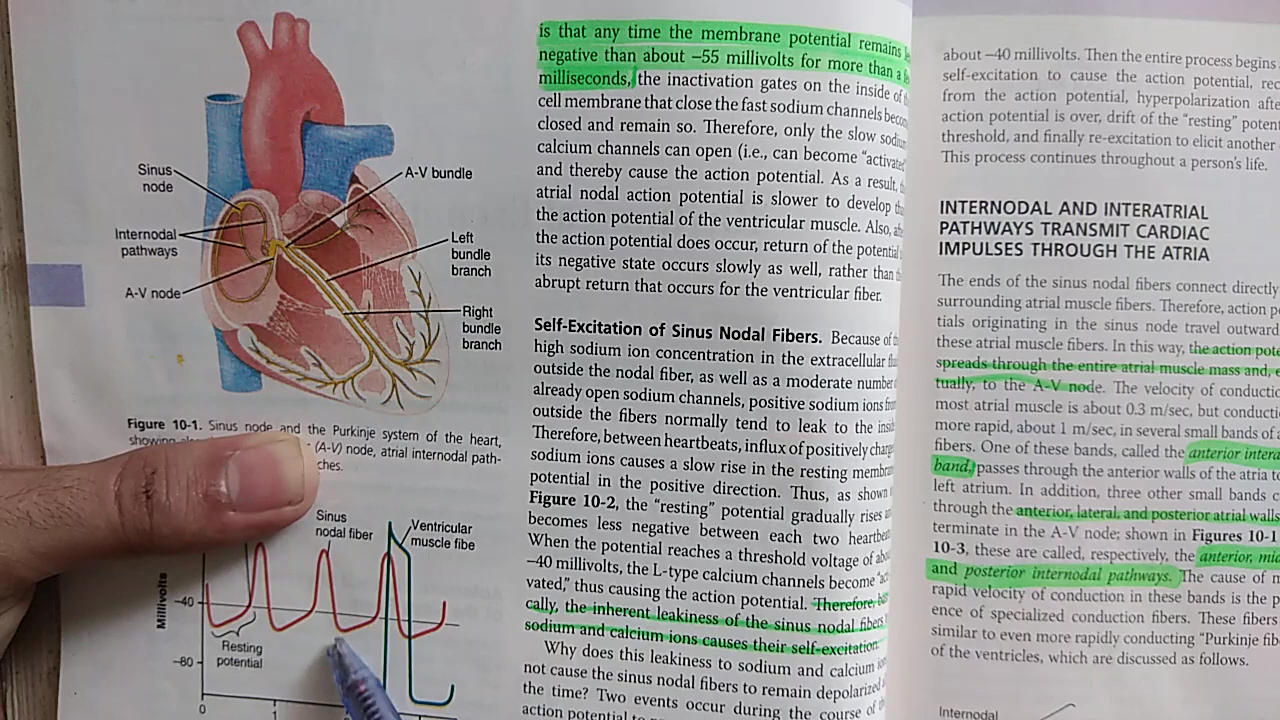 Sinus
node
Internodal
pathways
A-V node
A-V bundle
Left
bundle
branch
Right
bundle
branch
Figure 10-1. Sinus node and the Purkinje system of the heart,
showing (A-V) node, atrial internodal path-
ches.
Sinus
nodal fiber
Ventricular
muscle fibe
Millivolts
−40
−80
Resting
potential
0
1
is that any time the membrane potential remains
negative than about −55 millivolts for more than a
milliseconds, the inactivation gates on the inside of
cell membrane that close the fast sodium channels becom
closed and remain so. Therefore, only the slow sodiu
calcium channels can open (i.e., can become “activated
and thereby cause the action potential. As a result,
atrial nodal action potential is slower to develop
the action potential of the ventricular muscle. Also,
the action potential does occur, return of the potential
its negative state occurs slowly as well, rather than
abrupt return that occurs for the ventricular fiber.
Self-Excitation of Sinus Nodal Fibers. Because of
high sodium ion concentration in the extracellular
outside the nodal fiber, as well as a moderate number
already open sodium channels, positive sodium ions from
outside the fibers normally tend to leak to the insid
Therefore, between heartbeats, influx of positively charge
sodium ions causes a slow rise in the resting membran
potential in the positive direction. Thus, as shown
Figure 10-2, the “resting” potential gradually rises
becomes less negative between each two heartbea
When the potential reaches a threshold voltage of abou
−40 millivolts, the L-type calcium channels become “acti
vated,” thus causing the action potential. Therefore, basi
cally, the inherent leakiness of the sinus nodal fibers
sodium and calcium ions causes their self-excitation.
Why does this leakiness to sodium and calcium
not cause the sinus nodal fibers to remain depolarized
the time? Two events occur during the course of
action potential to
about −40 millivolts. Then the entire process begins
self-excitation to cause the action potential, rec
from the action potential, hyperpolarization afte
action potential is over, drift of the “resting” potent
threshold, and finally re-excitation to elicit another
This process continues throughout a person’s life.
INTERNODAL AND INTERATRIAL
PATHWAYS TRANSMIT CARDIAC
IMPULSES THROUGH THE ATRIA
The ends of the sinus nodal fibers connect directly
surrounding atrial muscle fibers. Therefore, action p
tials originating in the sinus node travel outward
these atrial muscle fibers. In this way, the action pote
spreads through the entire atrial muscle mass and, e
tually, to the A-V node. The velocity of conducti
most atrial muscle is about 0.3 m/sec, but conducti
more rapid, about 1 m/sec, in several small bands of a
fibers. One of these bands, called the anterior intera
band, passes through the anterior walls of the atria to
left atrium. In addition, three other small bands c
through the anterior, lateral, and posterior atrial walls
terminate in the A-V node; shown in Figures 10-1
10-3, these are called, respectively, the anterior, mid
and posterior internodal pathways. The cause of m
rapid velocity of conduction in these bands is the p
ence of specialized conduction fibers. These fibers
similar to even more rapidly conducting “Purkinje fib
of the ventricles, which are discussed as follows.
Internodal